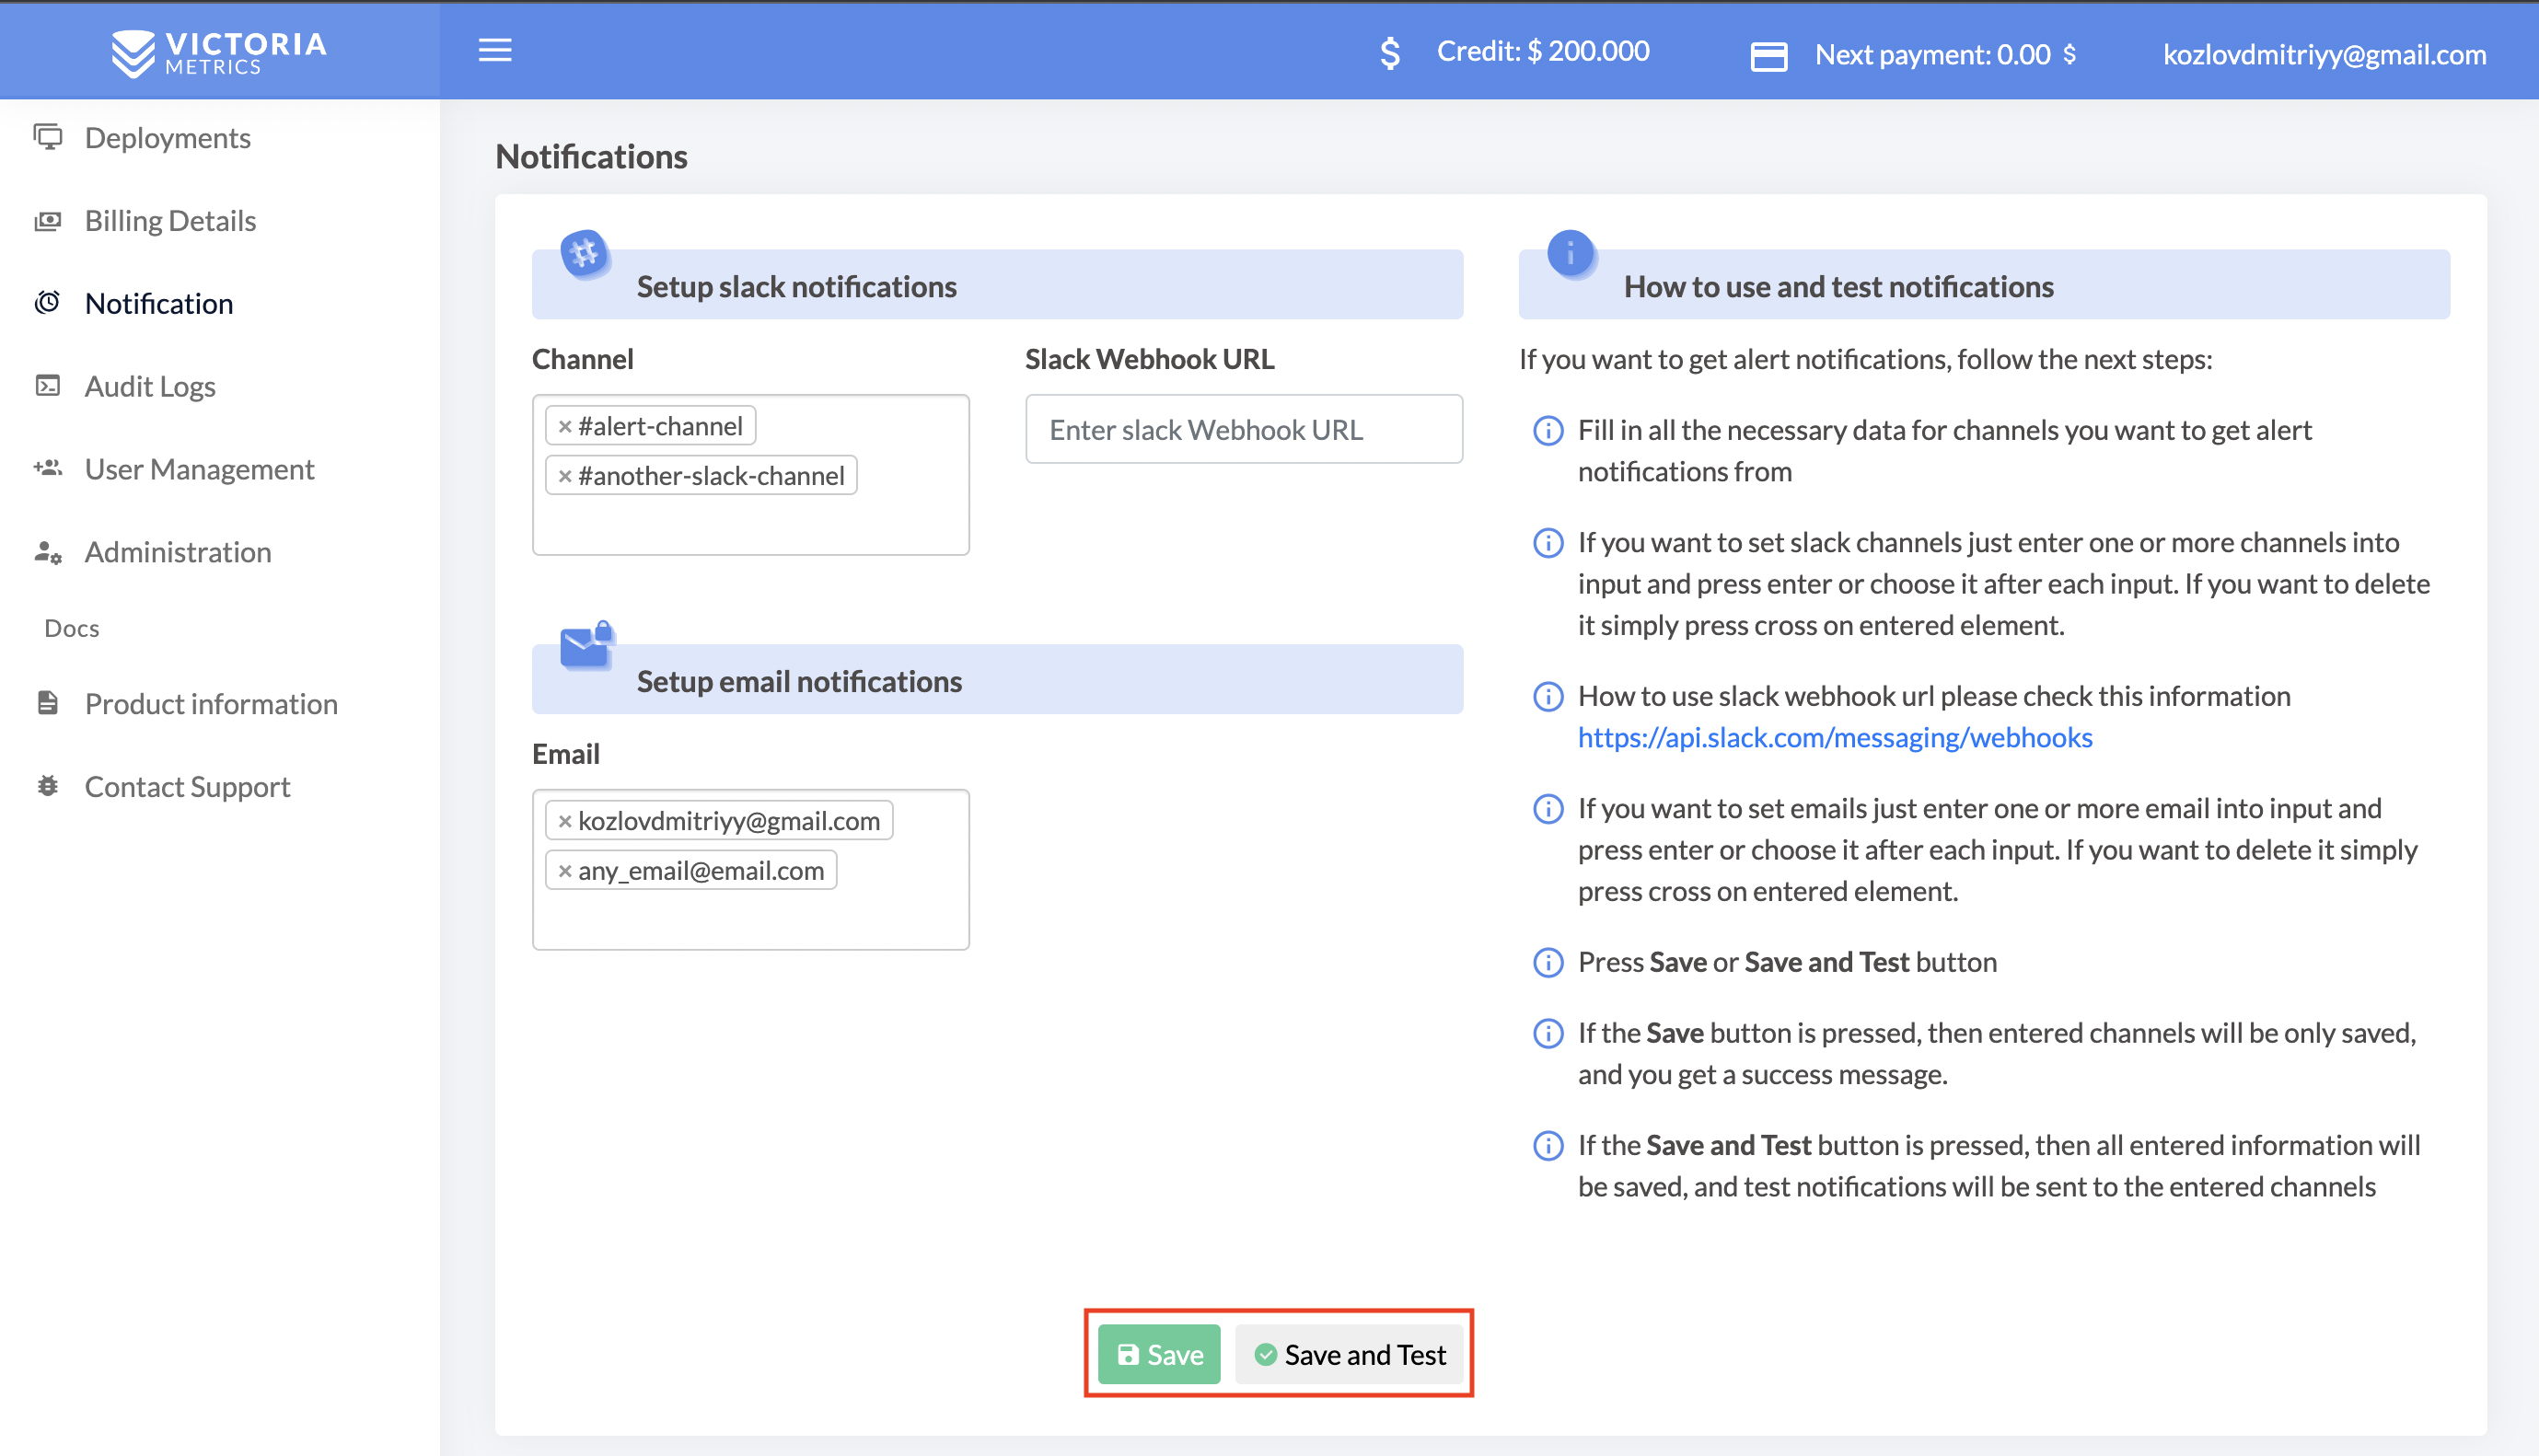 VICTORIA
METRICS
Credit: $ 200.000
Next payment: 0.00 $
kozlovdmitriyy@gmail.com
Deployments
Billing Details
Notification
Audit Logs
User Management
Administration
Docs
Product information
Contact Support
Notifications
Setup slack notifications
Channel
Slack Webhook URL
× #alert-channel
× #another-slack-channel
Enter slack Webhook URL
Setup email notifications
Email
× kozlovdmitriyy@gmail.com
× any_email@email.com
How to use and test notifications
If you want to get alert notifications, follow the next steps:
Fill in all the necessary data for channels you want to get alert
notifications from
If you want to set slack channels just enter one or more channels into
input and press enter or choose it after each input. If you want to delete
it simply press cross on entered element.
How to use slack webhook url please check this information
https://api.slack.com/messaging/webhooks
If you want to set emails just enter one or more email into input and
press enter or choose it after each input. If you want to delete it simply
press cross on entered element.
Press Save or Save and Test button
If the Save button is pressed, then entered channels will be only saved,
and you get a success message.
If the Save and Test button is pressed, then all entered information will
be saved, and test notifications will be sent to the entered channels
Save
Save and Test